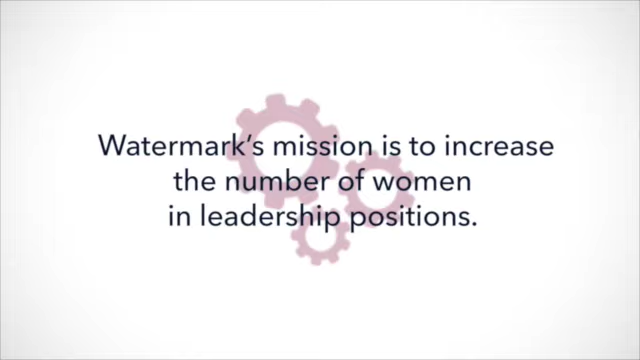 Watermark's mission is to increase
the number of women
in leadership positions.